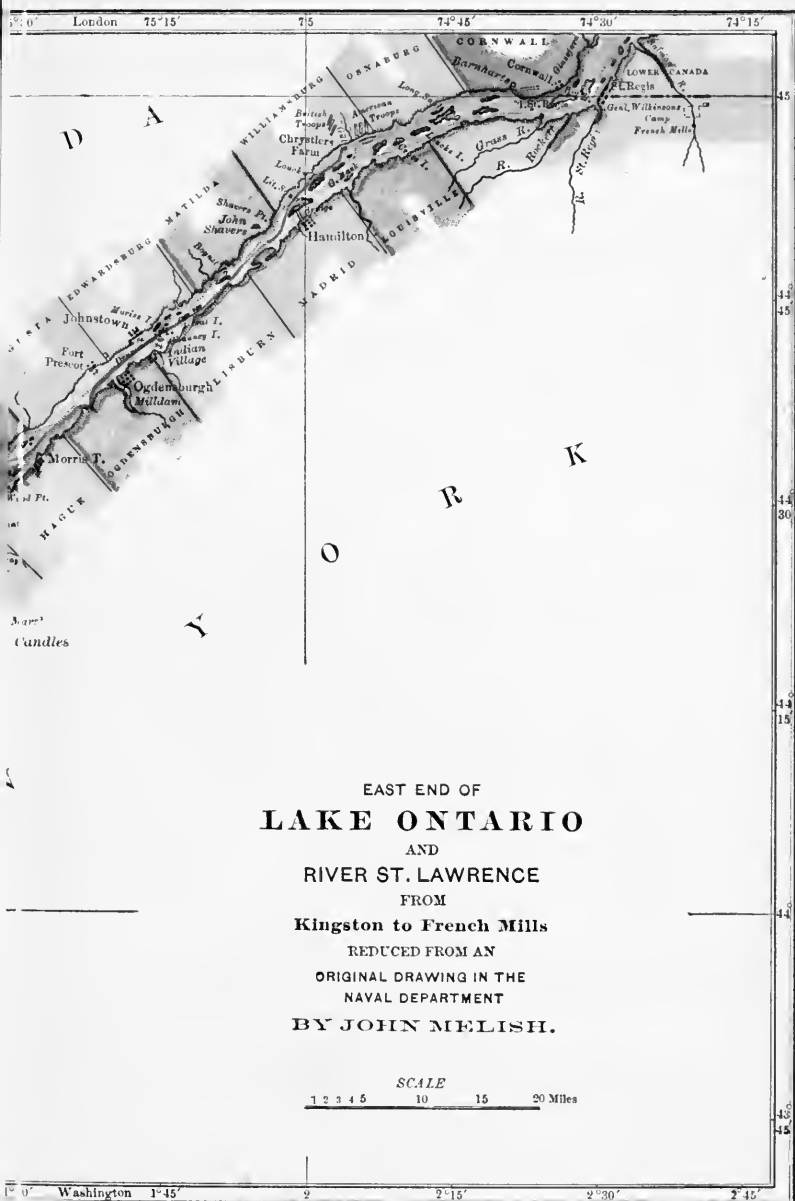 London 75°15′ 75 74°45′ 74°30′ 74°15′
CORNWALL
Cornwall
Barnharts
OSNABURG
WILLIAMSBURG
LOWER CANADA
St. Regis
Genl. Wilkinsons
Camp
French Mills
45
D A
British
Troops
American
Troops
Chrystlers
Farm
Grass R.
R.
R. St. Regis
MATILDA
Shavers Pt.
John
Shavers
Hamilton
LOUISVILLE
MADRID
EDWARDSBURG
Johnstown
Fort
Prescot
Indian
Village
LISBURN
Ogdensburgh
Milldam
OGDENSBURGH
HAGUE
Morris T.
44°
45′
44
30
Y O R K
Candles
44
15′
EAST END OF
LAKE ONTARIO
AND
RIVER ST. LAWRENCE
FROM
Kingston to French Mills
REDUCED FROM AN
ORIGINAL DRAWING IN THE
NAVAL DEPARTMENT
BY JOHN MELISH.
44°
SCALE
1 2 3 4 5 10 15 20 Miles
43°
45′
Washington 1°45′ 2 2°15′ 2°30′ 2°45′